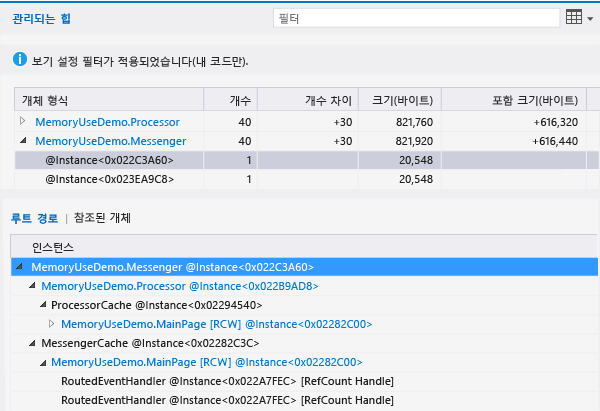 관리되는 힙
필터
보기 설정 필터가 적용되었습니다(내 코드만).
개체 형식 개수 개수 차이 크기(바이트) 포함 크기(바이트)
MemoryUseDemo.Processor 40 +30 821,760 +616,320
MemoryUseDemo.Messenger 40 +30 821,920 +616,440
@Instance<0x022C3A60> 1 20,548
@Instance<0x023EA9C8> 1 20,548
루트 경로 | 참조된 개체
인스턴스
MemoryUseDemo.Messenger @Instance<0x022C3A60>
MemoryUseDemo.Processor @Instance<0x022B9AD8>
ProcessorCache @Instance<0x02294540>
MemoryUseDemo.MainPage [RCW] @Instance<0x02282C00>
MessengerCache @Instance<0x02282C3C>
MemoryUseDemo.MainPage [RCW] @Instance<0x02282C00>
RoutedEventHandler @Instance<0x022A7FEC> [RefCount Handle]
RoutedEventHandler @Instance<0x022A7FEC> [RefCount Handle]